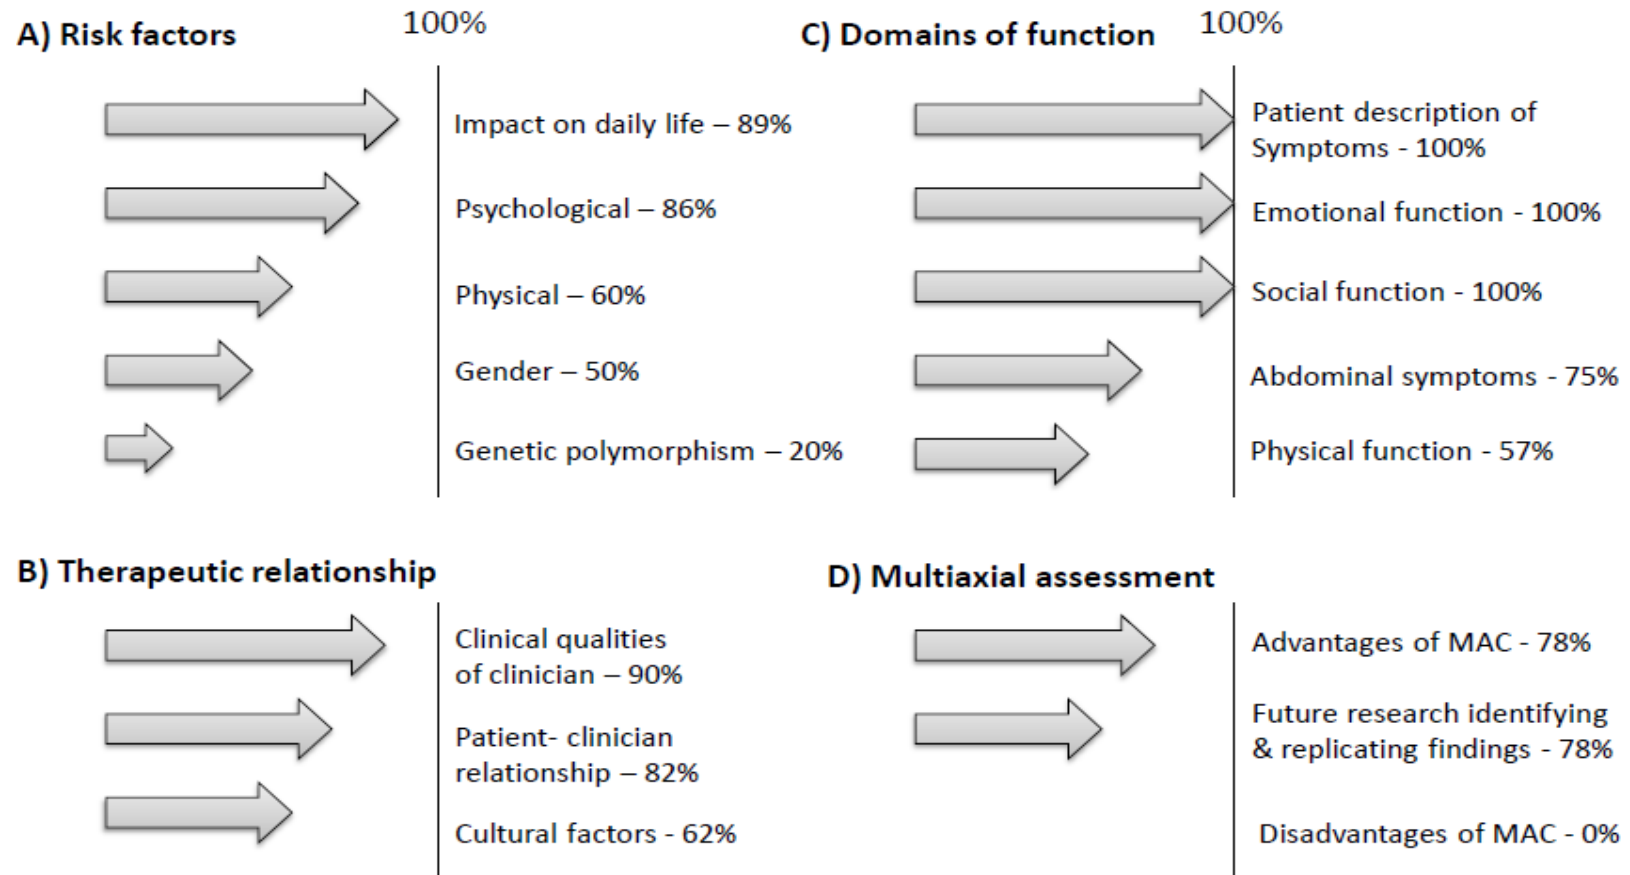 A) Risk factors
100%
Impact on daily life – 89%
Psychological – 86%
Physical – 60%
Gender – 50%
Genetic polymorphism – 20%
B) Therapeutic relationship
Clinical qualities
of clinician – 90%
Patient- clinician
relationship – 82%
Cultural factors - 62%
C) Domains of function
100%
Patient description of
Symptoms - 100%
Emotional function - 100%
Social function - 100%
Abdominal symptoms - 75%
Physical function - 57%
D) Multiaxial assessment
Advantages of MAC - 78%
Future research identifying
& replicating findings - 78%
Disadvantages of MAC - 0%